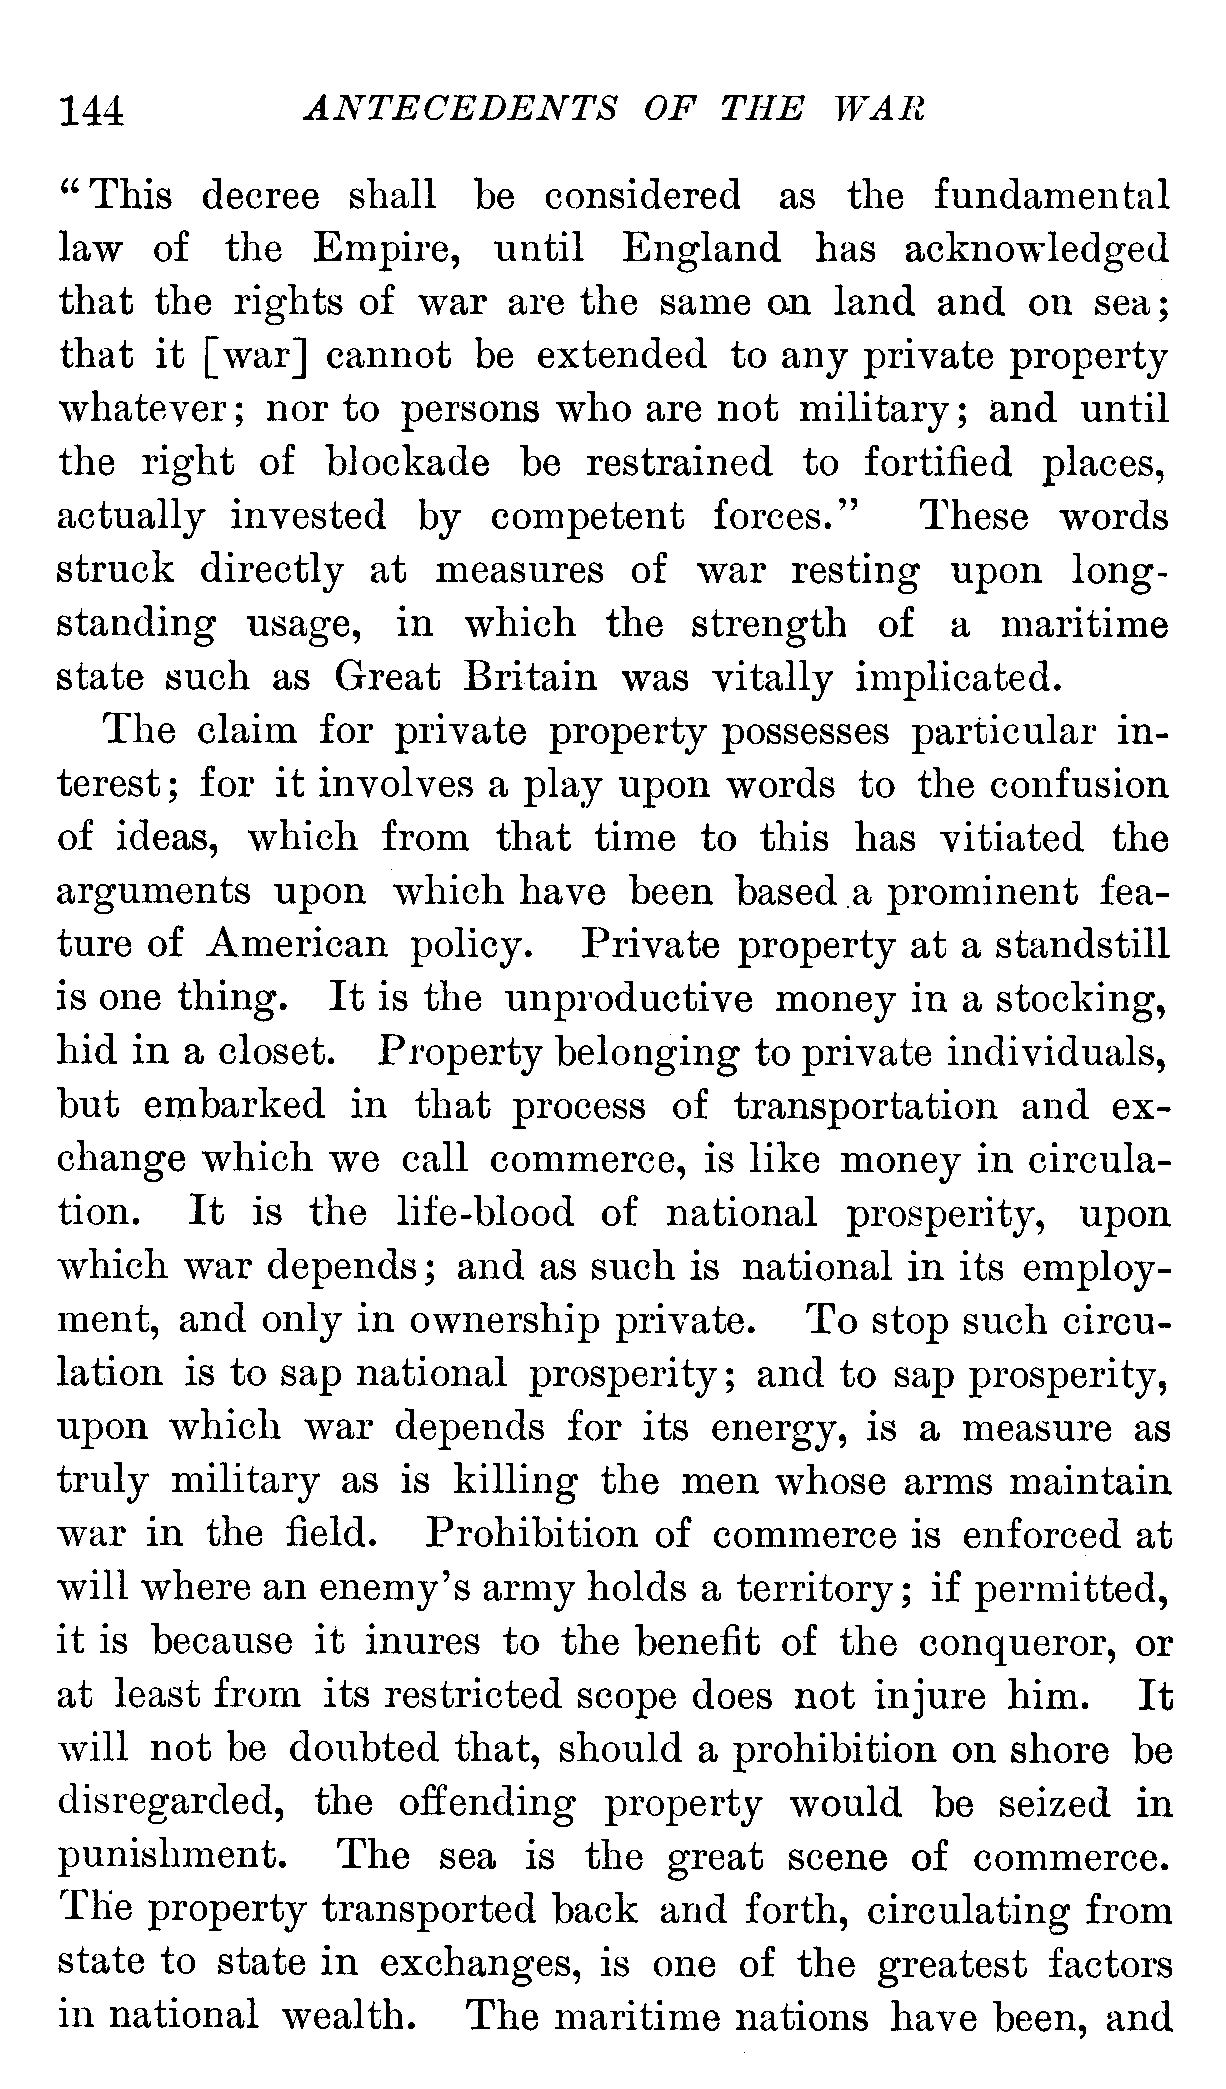 144 ANTECEDENTS OF THE WAR
“This decree shall be considered as the fundamental
law of the Empire, until England has acknowledged
that the rights of war are the same on land and on sea;
that it [war] cannot be extended to any private property
whatever; nor to persons who are not military; and until
the right of blockade be restrained to fortified places,
actually invested by competent forces.” These words
struck directly at measures of war resting upon long-
standing usage, in which the strength of a maritime
state such as Great Britain was vitally implicated.
The claim for private property possesses particular in-
terest; for it involves a play upon words to the confusion
of ideas, which from that time to this has vitiated the
arguments upon which have been based a prominent fea-
ture of American policy. Private property at a standstill
is one thing. It is the unproductive money in a stocking,
hid in a closet. Property belonging to private individuals,
but embarked in that process of transportation and ex-
change which we call commerce, is like money in circula-
tion. It is the life-blood of national prosperity, upon
which war depends; and as such is national in its employ-
ment, and only in ownership private. To stop such circu-
lation is to sap national prosperity; and to sap prosperity,
upon which war depends for its energy, is a measure as
truly military as is killing the men whose arms maintain
war in the field. Prohibition of commerce is enforced at
will where an enemy’s army holds a territory; if permitted,
it is because it inures to the benefit of the conqueror, or
at least from its restricted scope does not injure him. It
will not be doubted that, should a prohibition on shore be
disregarded, the offending property would be seized in
punishment. The sea is the great scene of commerce.
The property transported back and forth, circulating from
state to state in exchanges, is one of the greatest factors
in national wealth. The maritime nations have been, and